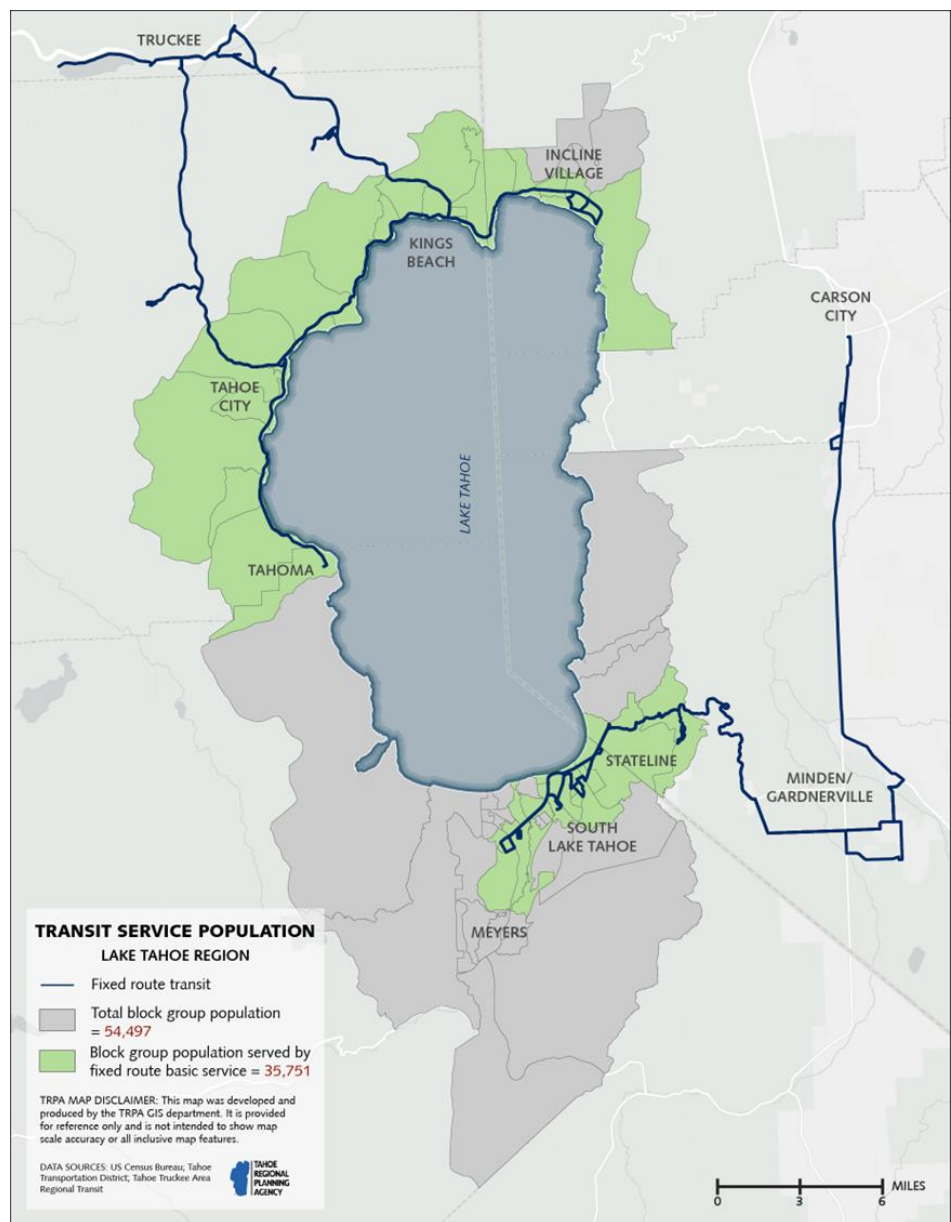 TRUCKEE
INCLINE
VILLAGE
KINGS
BEACH
CARSON
CITY
TAHOE
CITY
LAKE TAHOE
TAHOMA
STATELINE
MINDEN/
GARDNERVILLE
SOUTH
LAKE TAHOE
MEYERS
TRANSIT SERVICE POPULATION
LAKE TAHOE REGION
Fixed route transit
Total block group population
= 54,497
Block group population served by
fixed route basic service = 35,751
TRPA MAP DISCLAIMER: This map was developed and
produced by the TRPA GIS department. It is provided
for reference only and is not intended to show map
scale accuracy or all inclusive map features.
DATA SOURCES: US Census Bureau; Tahoe
Transportation District; Tahoe Truckee Area
Regional Transit
TAHOE
REGIONAL
PLANNING
AGENCY
MILES
0 3 6